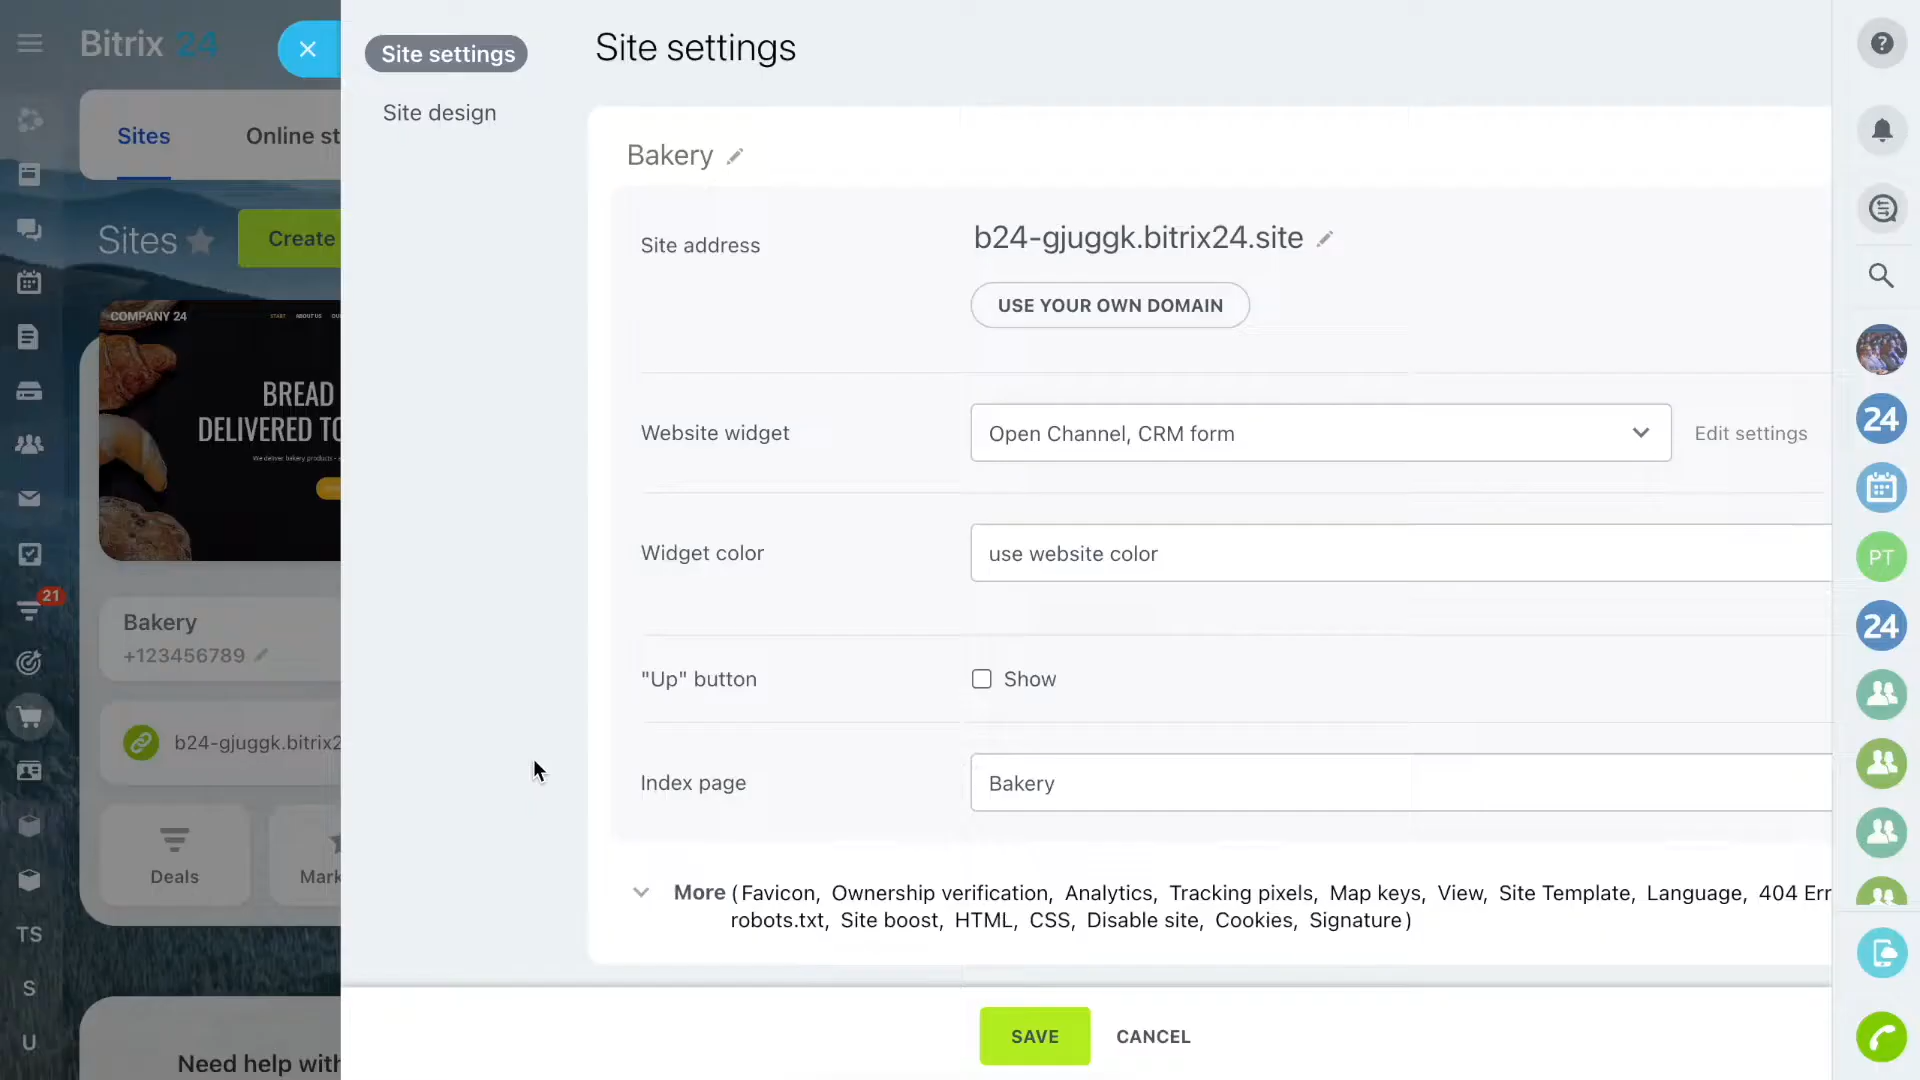 Bitrix 24
Site settings
Site design
Site settings
Sites
Online st
Sites
Create
COMPANY 24
START
ABOUT US
BREAD
DELIVERED TO
We deliver bakery products -
Bakery
+123456789
b24-gjuggk.bitrix2
Deals
Mark
Need help with
21
TS
S
U
Bakery
Site address
b24-gjuggk.bitrix24.site
USE YOUR OWN DOMAIN
Website widget
Open Channel, CRM form
Edit settings
Widget color
use website color
"Up" button
Show
Index page
Bakery
More (Favicon, Ownership verification, Analytics, Tracking pixels, Map keys, View, Site Template, Language, 404 Err
robots.txt, Site boost, HTML, CSS, Disable site, Cookies, Signature)
SAVE
CANCEL
?
24
PT
24